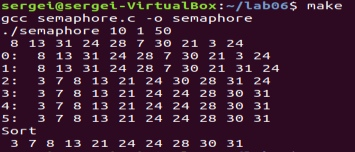 sergei@sergei-VirtualBox:~/lab06$ make
gcc semaphore.c -o semaphore
./semaphore 10 1 50
8 13 31 24 28 7 30 21 3 24
0: 8 13 31 24 28 7 30 21 3 24
1: 8 13 31 24 28 7 30 21 31 24
2: 3 7 8 13 21 24 30 28 31 24
3: 3 7 8 13 21 24 24 28 30 31
4: 3 7 8 13 21 24 24 28 30 31
5: 3 7 8 13 21 24 24 28 30 31
Sort
3 7 8 13 21 24 24 28 30 31